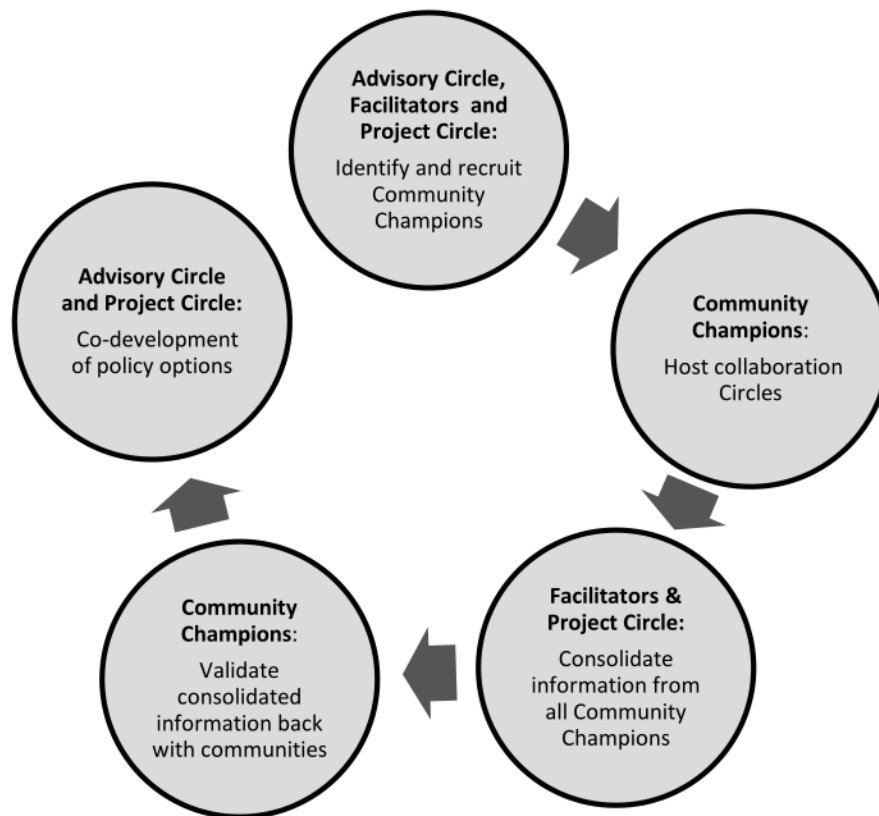 Advisory Circle,
Facilitators and
Project Circle:
Identify and recruit
Community
Champions
Community
Champions:
Host collaboration
Circles
Facilitators &
Project Circle:
Consolidate
information from
all Community
Champions
Community
Champions:
Validate
consolidated
information back
with communities
Advisory Circle
and Project Circle:
Co-development
of policy options